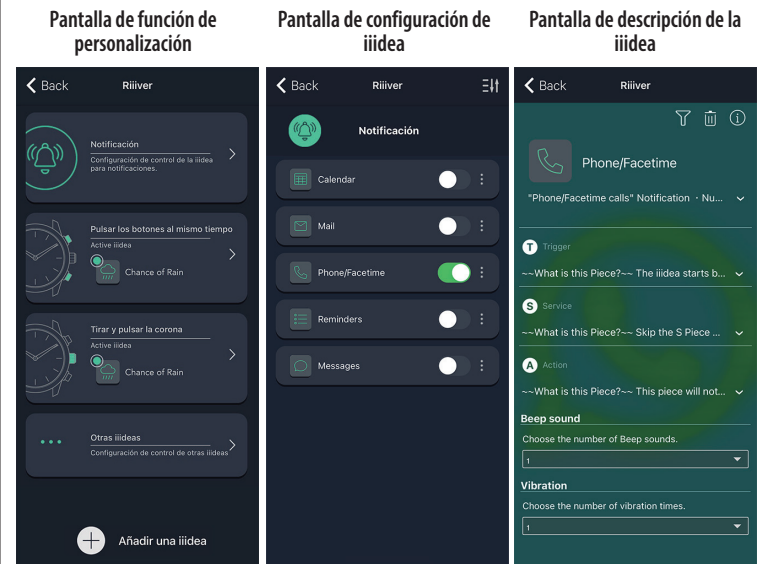 Pantalla de función de
personalización
Back
Riiiver
Notificación
Configuración de control de la iiidea
para notificaciones.
Pulsar los botones al mismo tiempo
Active iiidea
Chance of Rain
Tirar y pulsar la corona
Active iiidea
Chance of Rain
Otras iiideas
Configuración de control de otras iiideas
Añadir una iiidea
Pantalla de configuración de
iiidea
Back
Riiiver
Notificación
Calendar
Mail
Phone/Facetime
Reminders
Messages
Pantalla de descripción de la
iiidea
Back
Riiiver
Phone/Facetime
"Phone/Facetime calls" Notification · Nu...
T Trigger
~~What is this Piece?~~ The iiidea starts b...
S Service
~~What is this Piece?~~ Skip the S Piece ...
A Action
~~What is this Piece?~~ This piece will not...
Beep sound
Choose the number of Beep sounds.
1
Vibration
Choose the number of vibration times.
1